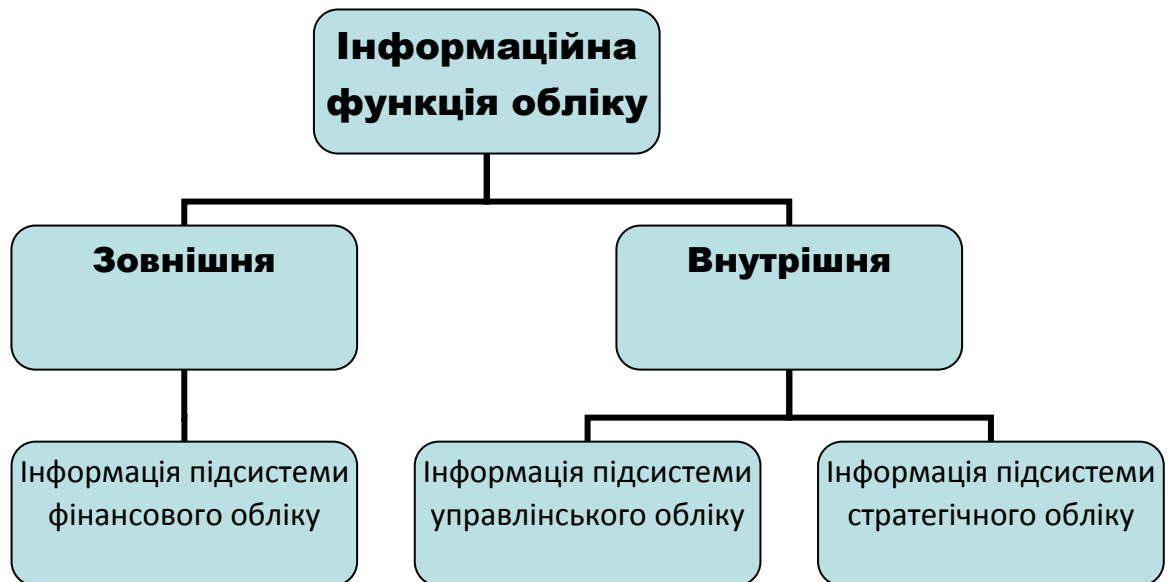 Інформаційна
функція обліку
Зовнішня
Внутрішня
Інформація підсистеми
фінансового обліку
Інформація підсистеми
управлінського обліку
Інформація підсистеми
стратегічного обліку